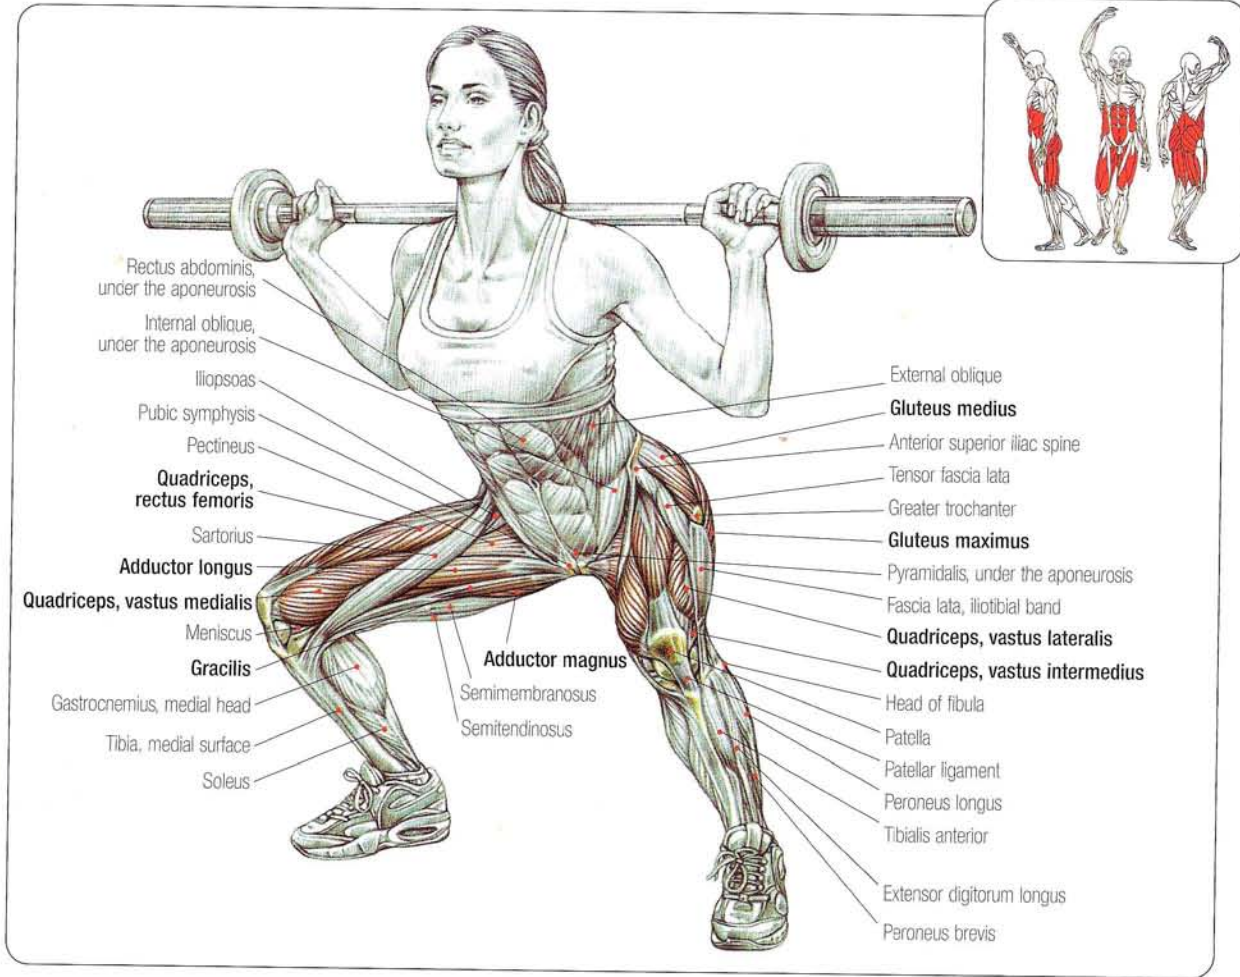 Rectus abdominis,
under the aponeurosis
Internal oblique,
under the aponeurosis
Iliopsoas
Pubic symphysis
Pectineus
Quadriceps,
rectus femoris
Sartorius
Adductor longus
Quadriceps, vastus medialis
Meniscus
Gracilis
Gastrocnemius, medial head
Tibia, medial surface
Soleus
Adductor magnus
Semimembranosus
Semitendinosus
External oblique
Gluteus medius
Anterior superior iliac spine
Tensor fascia lata
Greater trochanter
Gluteus maximus
Pyramidalis, under the aponeurosis
Fascia lata, iliotibial band
Quadriceps, vastus lateralis
Quadriceps, vastus intermedius
Head of fibula
Patella
Patellar ligament
Peroneus longus
Tibialis anterior
Extensor digitorum longus
Peroneus brevis